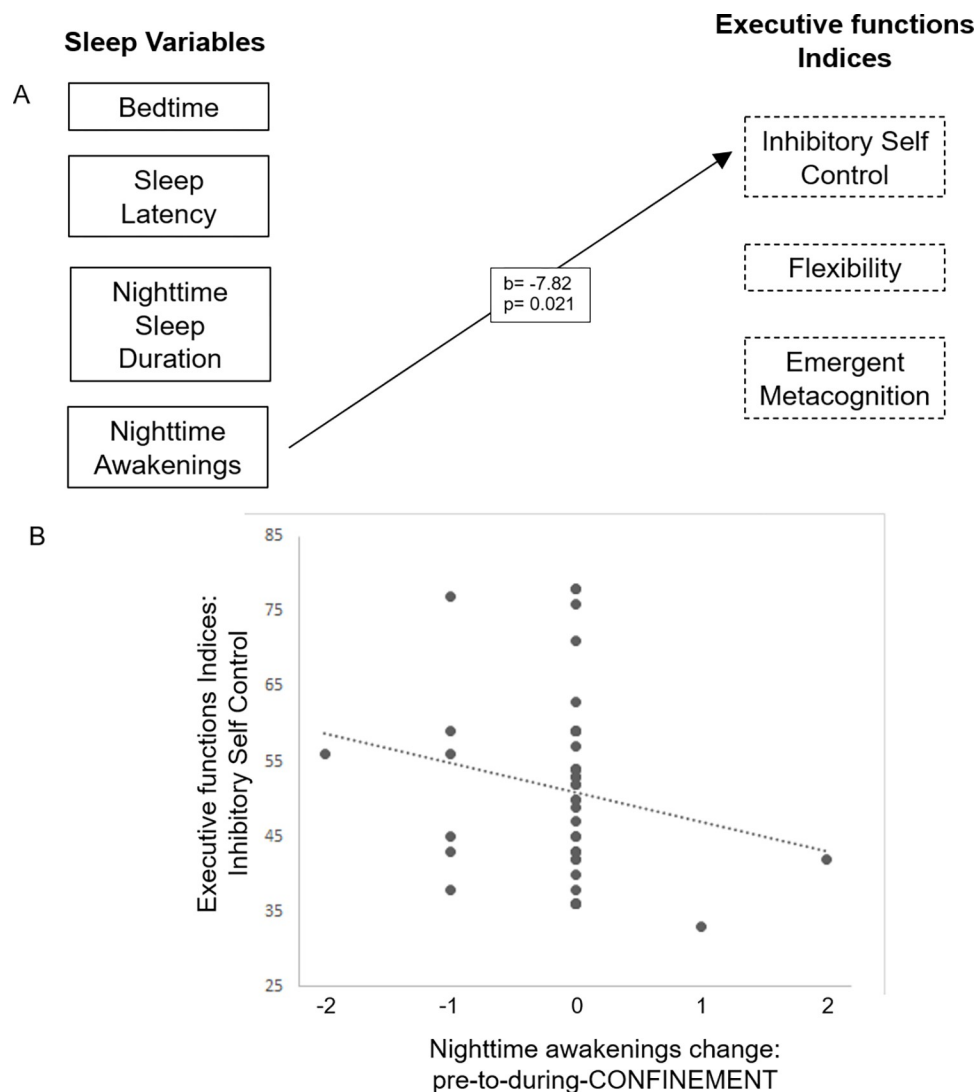 Sleep Variables
Executive functions
Indices
A
Bedtime
Sleep
Latency
Nighttime
Sleep
Duration
Nighttime
Awakenings
b= -7.82
p= 0.021
Inhibitory Self
Control
Flexibility
Emergent
Metacognition
B
Executive functions Indices:
Inhibitory Self Control
85
75
65
55
45
35
25
-2
-1
0
1
2
Nighttime awakenings change:
pre-to-during-CONFINEMENT